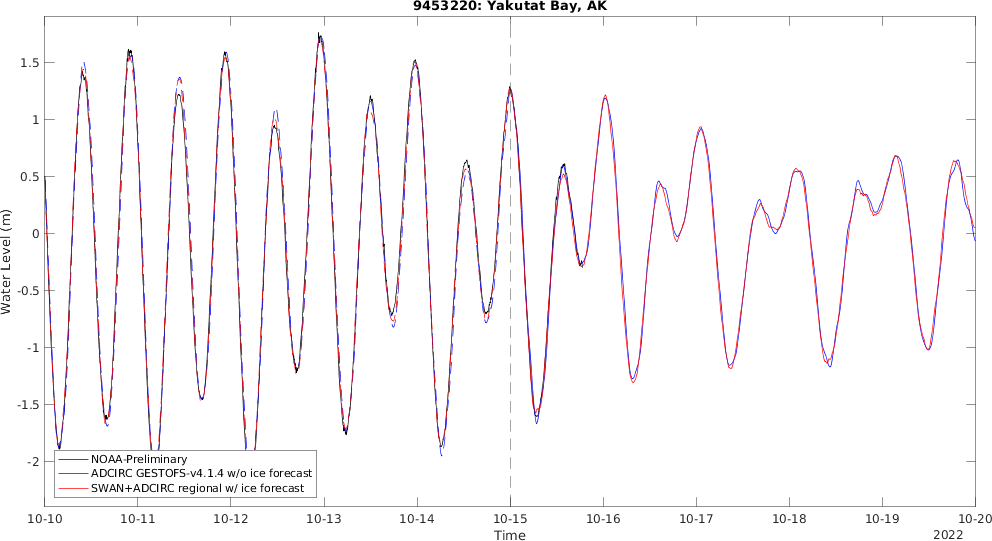 9453220: Yakutat Bay, AK
Water Level (m)
1.5
1
0.5
0
-0.5
-1
-1.5
-2
NOAA-Preliminary
ADCIRC GESTOFS-v4.1.4 w/o ice forecast
SWAN+ADCIRC regional w/ ice forecast
10-10 10-11 10-12 10-13 10-14 10-15 10-16 10-17 10-18 10-19 10-20
Time
2022